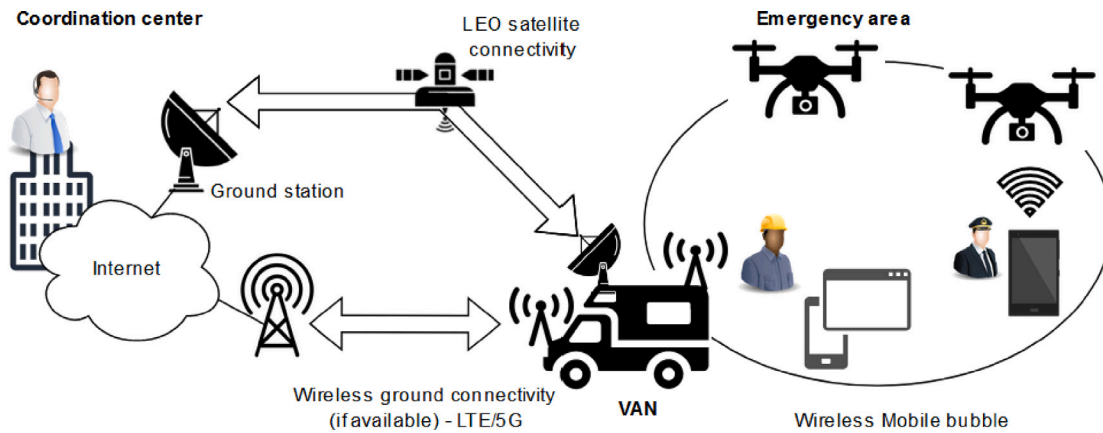 Coordination center
LEO satellite
connectivity
Emergency area
Ground station
Internet
Wireless ground connectivity
(if available) - LTE/5G
VAN
Wireless Mobile bubble